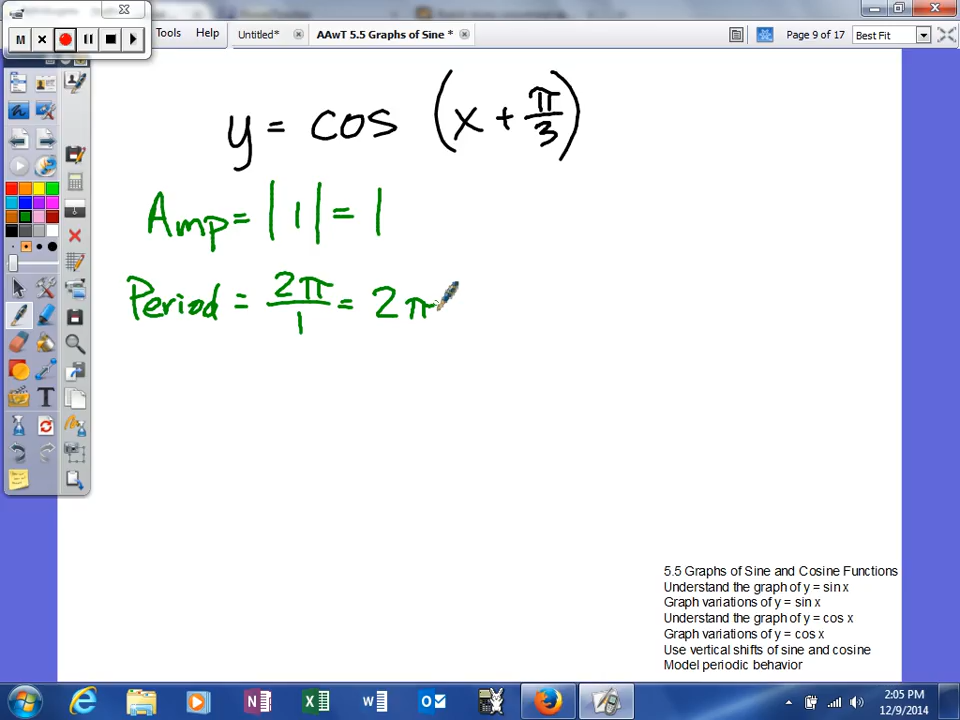 Tools Help Untitled* AAwT 5.5 Graphs of Sine * Page 9 of 17 Best Fit
M
y = cos (x + π/3)
Amp = |1| = 1
Period = 2π/1 = 2π
T
5.5 Graphs of Sine and Cosine Functions
Understand the graph of y = sin x
Graph variations of y = sin x
Understand the graph of y = cos x
Graph variations of y = cos x
Use vertical shifts of sine and cosine
Model periodic behavior
2:05 PM
12/9/2014